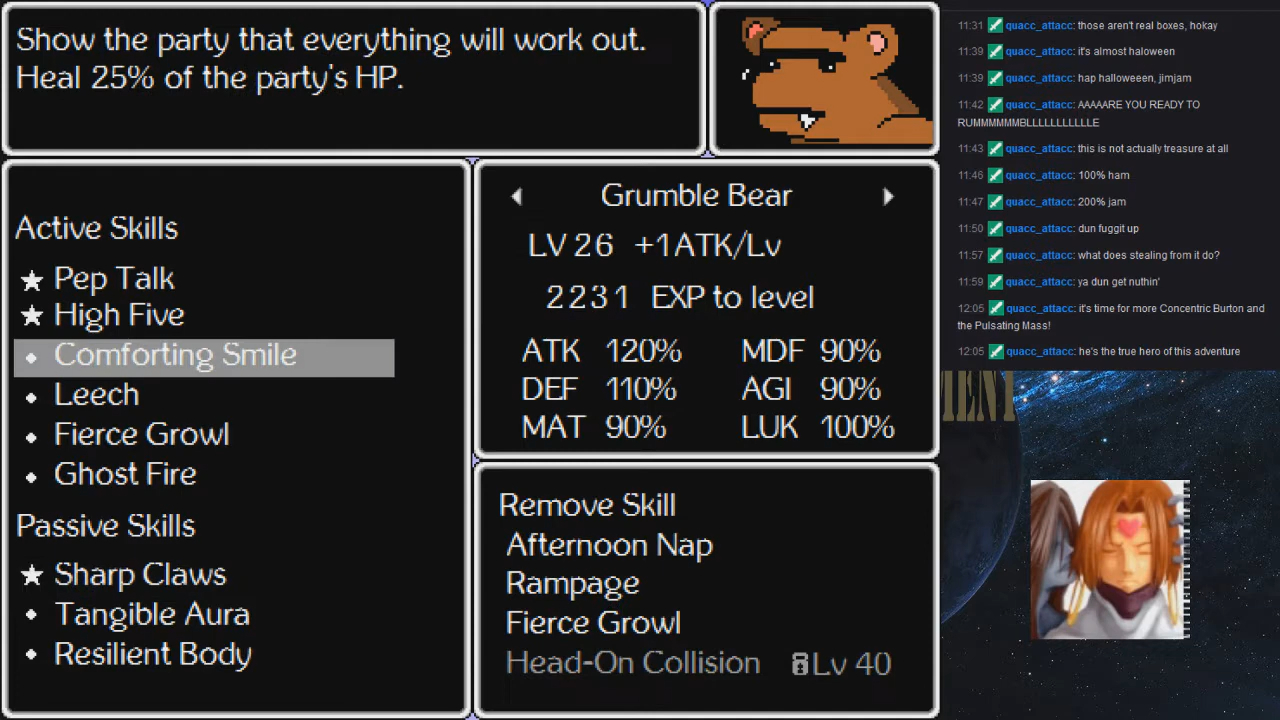 Show the party that everything will work out.
Heal 25% of the party's HP.
Active Skills
Pep Talk
High Five
Comforting Smile
Leech
Fierce Growl
Ghost Fire
Passive Skills
Sharp Claws
Tangible Aura
Resilient Body
Grumble Bear
LV 26 +1 ATK/Lv
2231 EXP to level
ATK 120% MDF 90%
DEF 110% AGI 90%
MAT 90% LUK 100%
Remove Skill
Afternoon Nap
Rampage
Fierce Growl
Head-On Collision Lv 40
11:31 quacc_attacc: those aren't real boxes, hokay
11:39 quacc_attacc: it's almost haloween
11:39 quacc_attacc: hap halloweeen, jimjam
11:42 quacc_attacc: AAAAARE YOU READY TO
RUMMMMMMBLLLLLLLLLLLE
11:43 quacc_attacc: this is not actually treasure at all
11:46 quacc_attacc: 100% ham
11:47 quacc_attacc: 200% jam
11:50 quacc_attacc: dun fuggit up
11:57 quacc_attacc: what does stealing from it do?
11:59 quacc_attacc: ya dun get nuthin'
12:05 quacc_attacc: it's time for more Concentric Burton and
the Pulsating Mass!
12:05 quacc_attacc: he's the true hero of this adventure